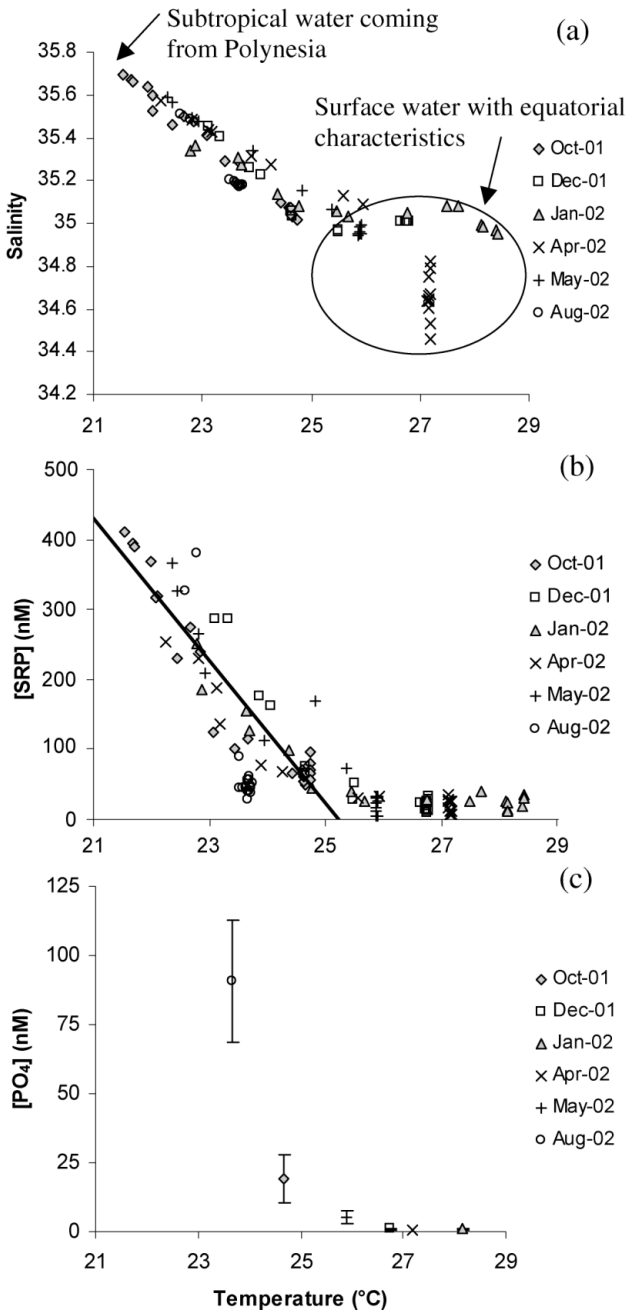 (a)
Subtropical water coming
from Polynesia
Surface water with equatorial
characteristics
Salinity
35.8
35.6
35.4
35.2
35
34.8
34.6
34.4
34.2
21 23 25 27 29
Oct-01
Dec-01
Jan-02
Apr-02
May-02
Aug-02
(b)
[SRP] (nM)
500
400
300
200
100
0
21 23 25 27 29
Oct-01
Dec-01
Jan-02
Apr-02
May-02
Aug-02
(c)
[PO4] (nM)
125
100
75
50
25
0
21 23 25 27 29
Oct-01
Dec-01
Jan-02
Apr-02
May-02
Aug-02
Temperature (°C)